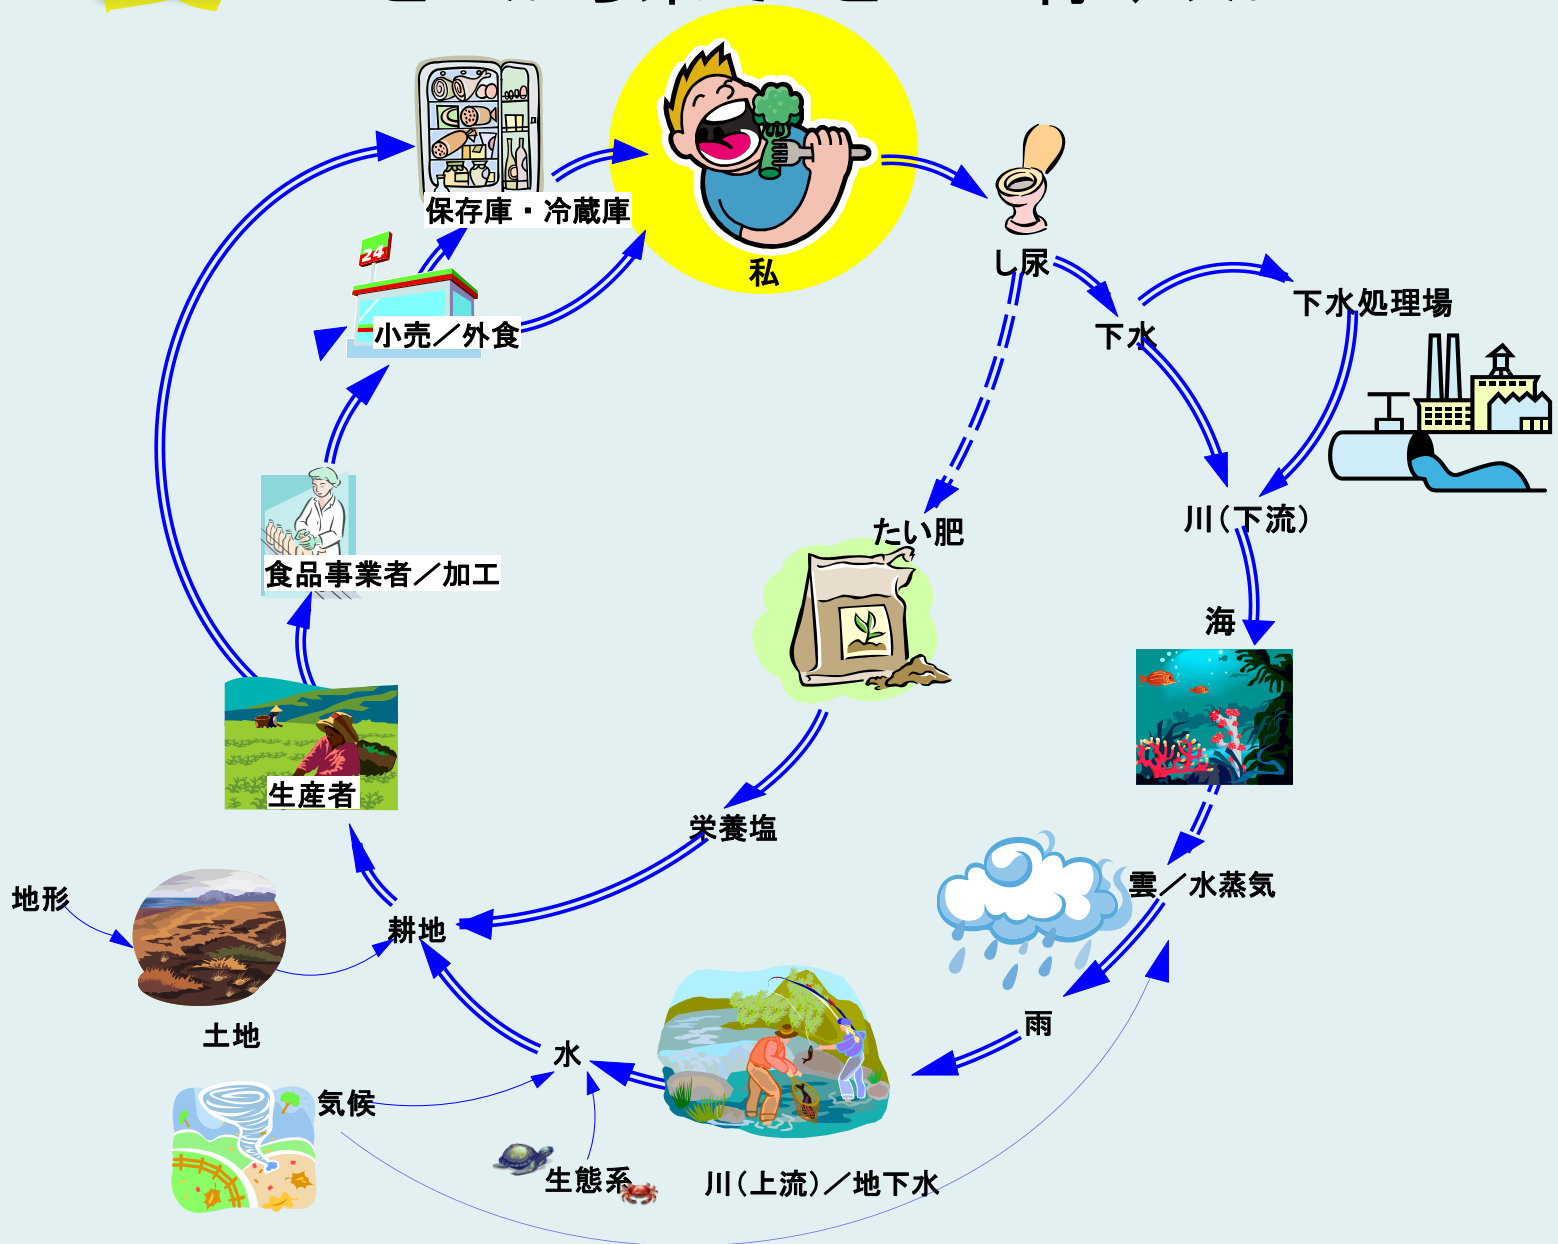 保存庫・冷蔵庫
24
小売／外食
私
し尿
下水
下水処理場
川（下流）
海
たい肥
食品事業者／加工
生産者
栄養塩
雲／水蒸気
地形
耕地
土地
雨
水
気候
生態系
川（上流）／地下水